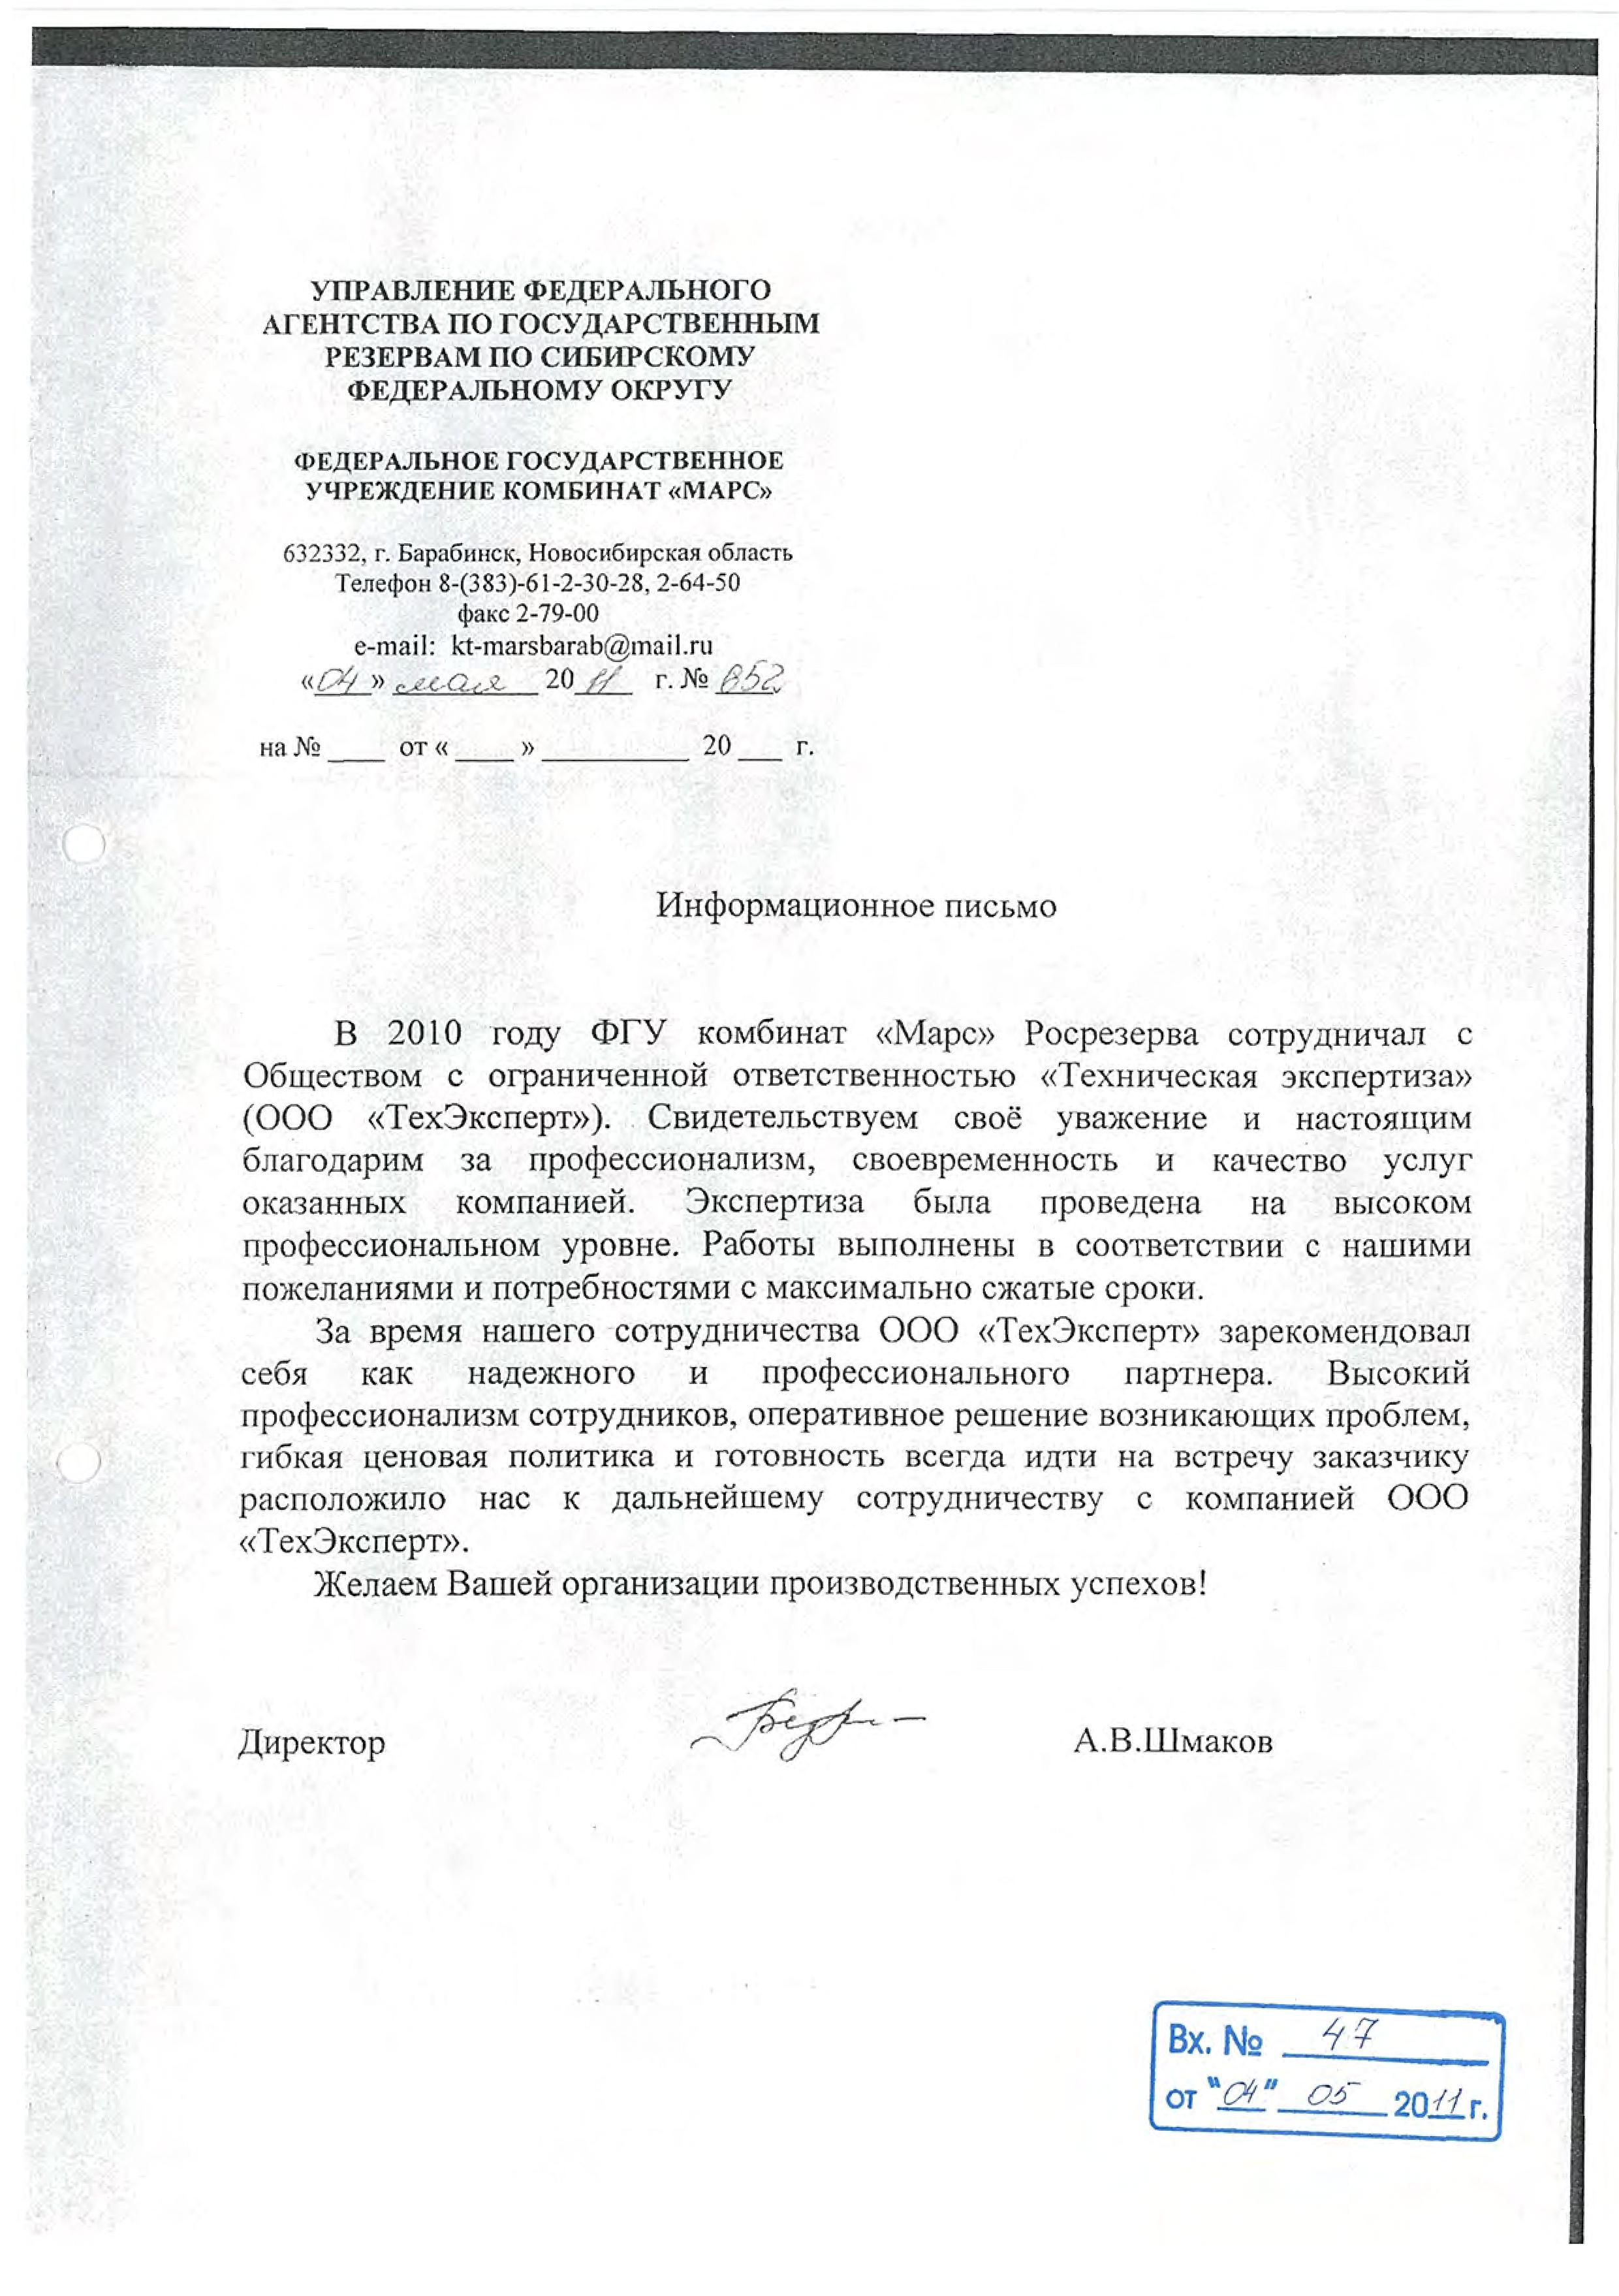 УПРАВЛЕНИЕ ФЕДЕРАЛЬНОГО
АГЕНТСТВА ПО ГОСУДАРСТВЕННЫМ
РЕЗЕРВАМ ПО СИБИРСКОМУ
ФЕДЕРАЛЬНОМУ ОКРУГУ
ФЕДЕРАЛЬНОЕ ГОСУДАРСТВЕННОЕ
УЧРЕЖДЕНИЕ КОМБИНАТ «МАРС»
632332, г. Барабинск, Новосибирская область
Телефон 8-(383)-61-2-30-28, 2-64-50
факс 2-79-00
e-mail: kt-marsbarab@mail.ru
«04» мая 2011 г. № 852
на № ____ от « ____ » __________ 20 ___ г.
Информационное письмо
В 2010 году ФГУ комбинат «Марс» Росрезерва сотрудничал с
Обществом с ограниченной ответственностью «Техническая экспертиза»
(ООО «ТехЭксперт»). Свидетельствуем своё уважение и настоящим
благодарим за профессионализм, своевременность и качество услуг
оказанных компанией. Экспертиза была проведена на высоком
профессиональном уровне. Работы выполнены в соответствии с нашими
пожеланиями и потребностями с максимально сжатые сроки.
За время нашего сотрудничества ООО «ТехЭксперт» зарекомендовал
себя как надежного и профессионального партнера. Высокий
профессионализм сотрудников, оперативное решение возникающих проблем,
гибкая ценовая политика и готовность всегда идти на встречу заказчику
расположило нас к дальнейшему сотрудничеству с компанией ООО
«ТехЭксперт».
Желаем Вашей организации производственных успехов!
Директор А.В.Шмаков
Вх. № 47
от "04" 05 2011 г.